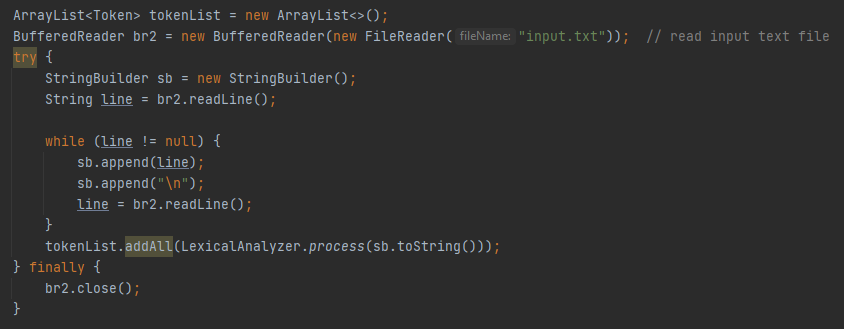 ArrayList<Token> tokenList = new ArrayList<>();
BufferedReader br2 = new BufferedReader(new FileReader( fileName: "input.txt"));  // read input text file
try {
    StringBuilder sb = new StringBuilder();
    String line = br2.readLine();

    while (line != null) {
        sb.append(line);
        sb.append("\n");
        line = br2.readLine();
    }
    tokenList.addAll(LexicalAnalyzer.process(sb.toString()));
} finally {
    br2.close();
}